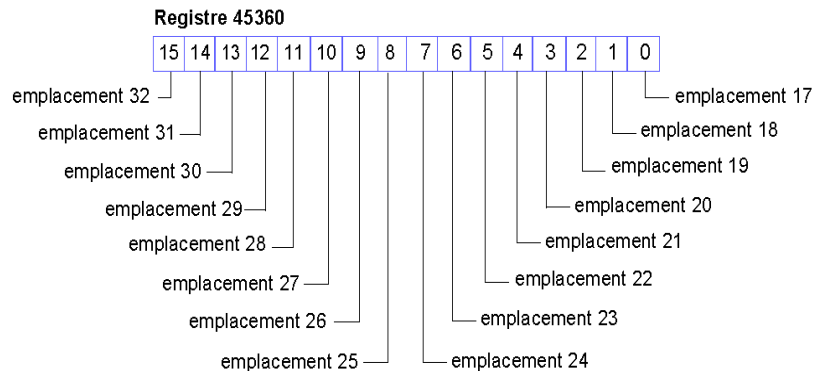 Registre 45360
15 14 13 12 11 10 9 8 7 6 5 4 3 2 1 0
emplacement 32
emplacement 17
emplacement 31
emplacement 18
emplacement 30
emplacement 19
emplacement 29
emplacement 20
emplacement 28
emplacement 21
emplacement 27
emplacement 22
emplacement 26
emplacement 23
emplacement 25
emplacement 24